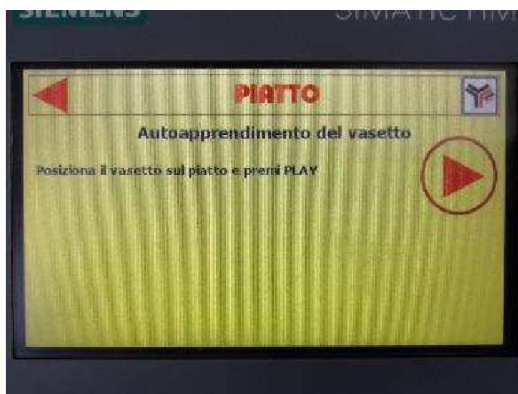 SIEMENS
SIMATIC HMI
PIATTO
Autoapprendimento del vasetto
Posiziona il vasetto sul piatto e premi PLAY